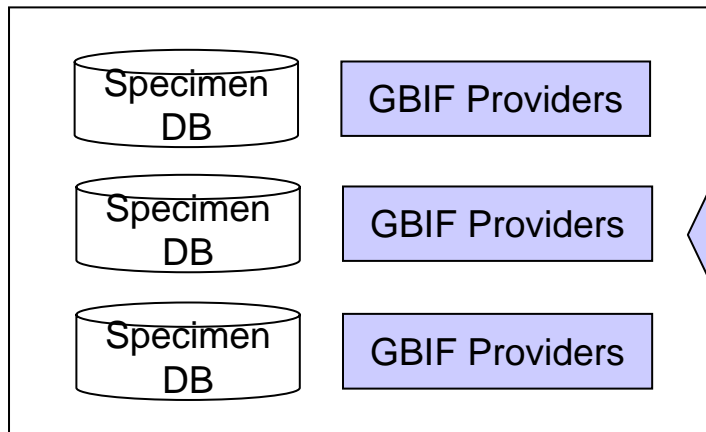 Specimen
DB
GBIF Providers
Specimen
DB
GBIF Providers
Specimen
DB
GBIF Providers